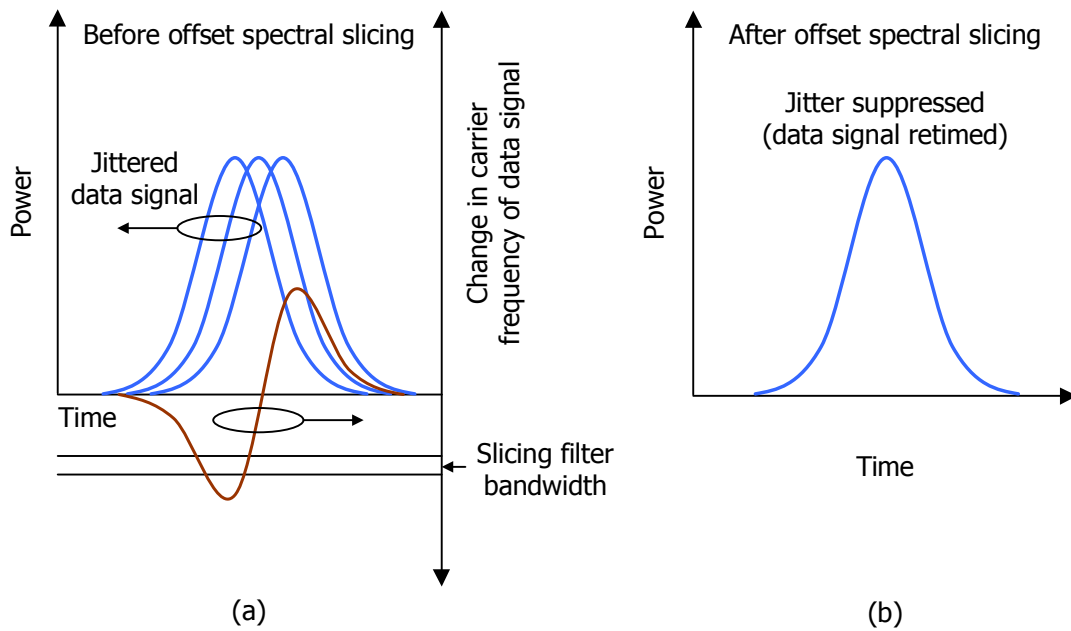 Before offset spectral slicing
Power
Jittered
data signal
Change in carrier
frequency of data signal
Time
Slicing filter
bandwidth
(a)
After offset spectral slicing
Power
Jitter suppressed
(data signal retimed)
Time
(b)